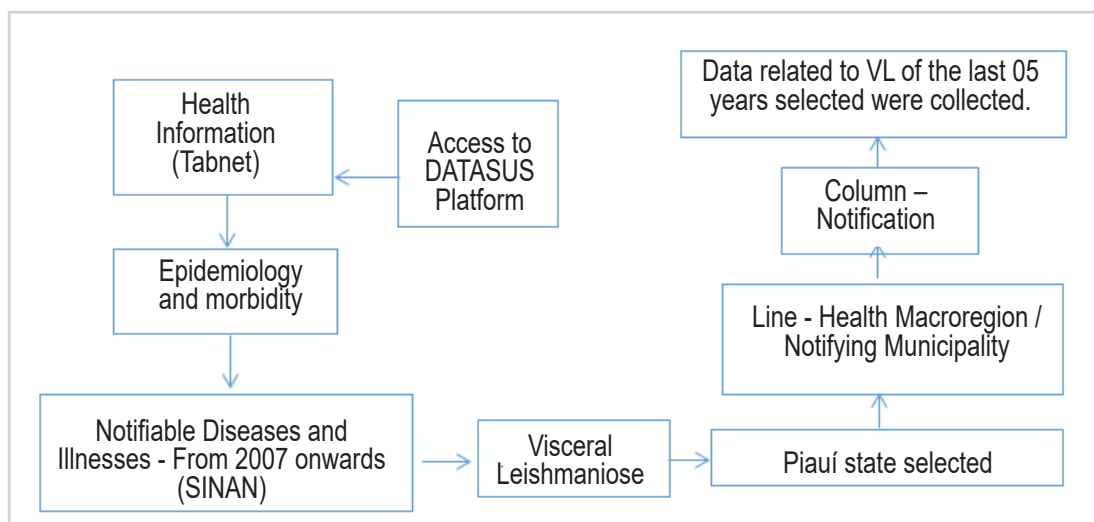 Health
Information
(Tabnet)
Access to
DATASUS
Platform
Epidemiology
and morbidity
Notifiable Diseases and
Illnesses - From 2007 onwards
(SINAN)
Visceral
Leishmaniose
Piauí state selected
Line - Health Macroregion /
Notifying Municipality
Column –
Notification
Data related to VL of the last 05
years selected were collected.